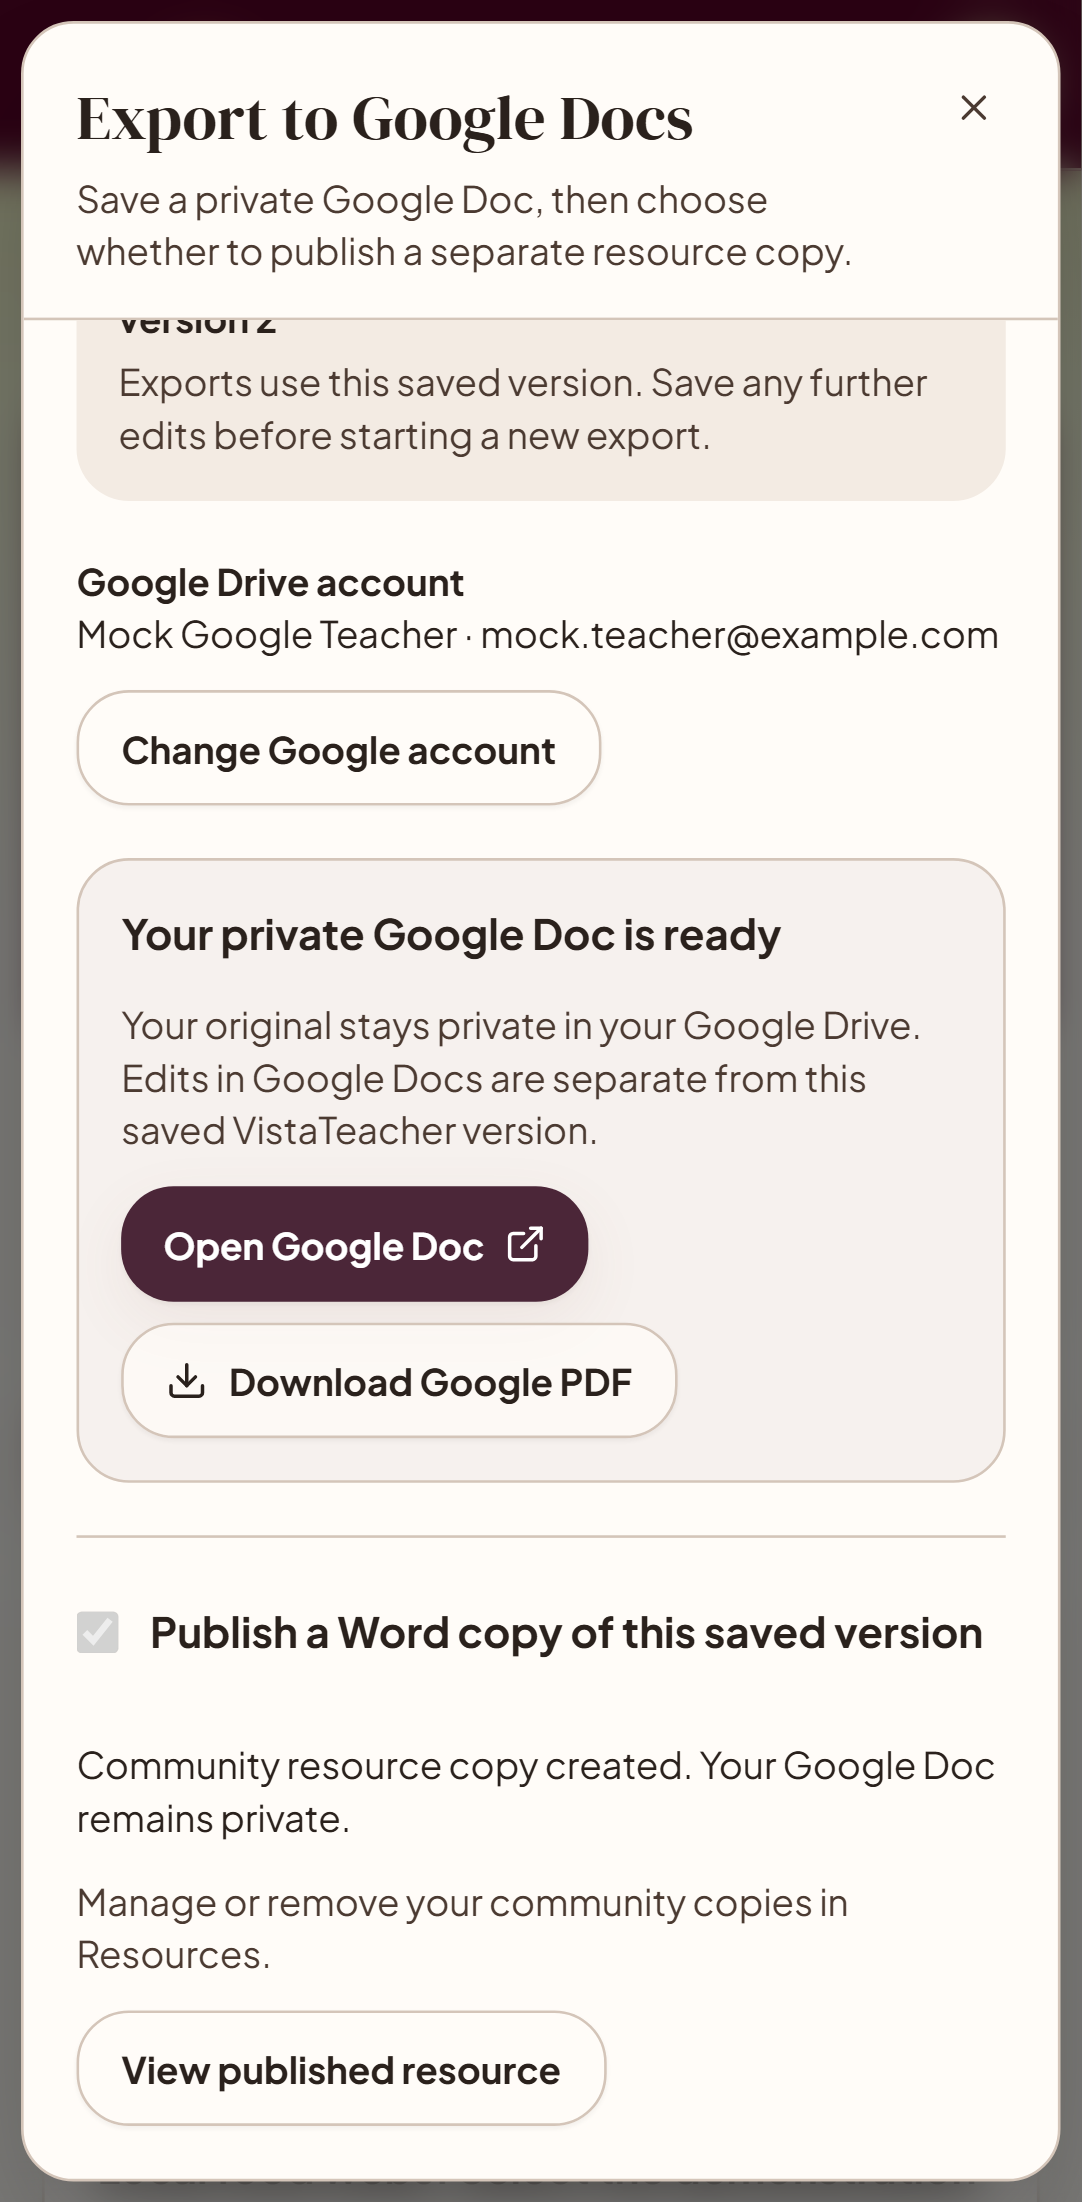 Export to Google Docs
Save a private Google Doc, then choose
whether to publish a separate resource copy.
Version 2
Exports use this saved version. Save any further
edits before starting a new export.
Google Drive account
Mock Google Teacher · mock.teacher@example.com
Change Google account
Your private Google Doc is ready
Your original stays private in your Google Drive.
Edits in Google Docs are separate from this
saved VistaTeacher version.
Open Google Doc
Download Google PDF
Publish a Word copy of this saved version
Community resource copy created. Your Google Doc
remains private.
Manage or remove your community copies in
Resources.
View published resource